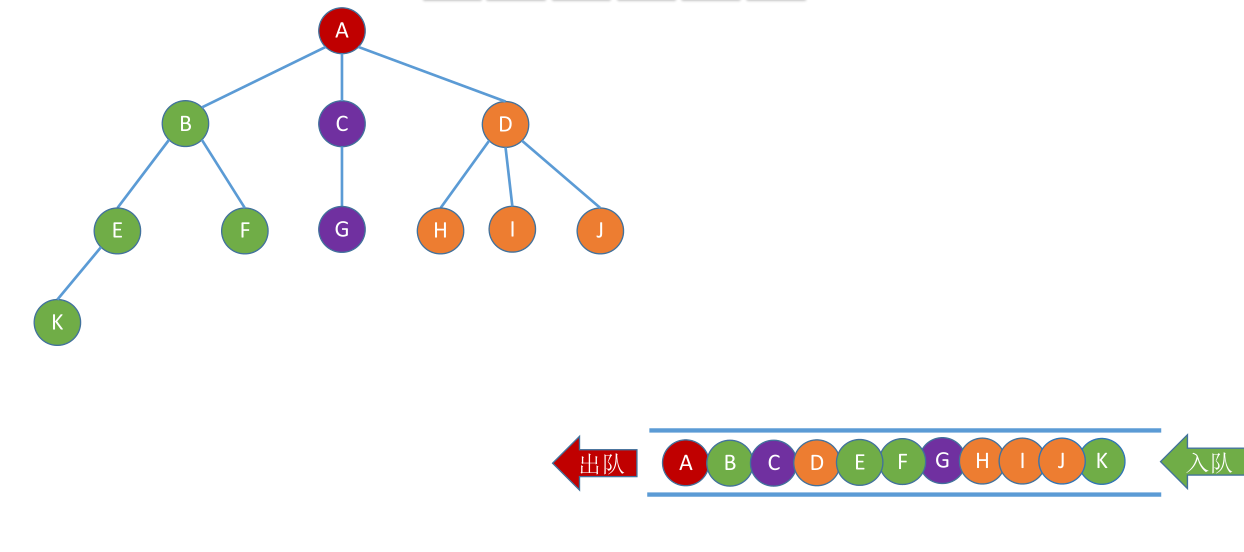 A
B C D
E F G H I J
K
出队 A B C D E F G H I J K 入队